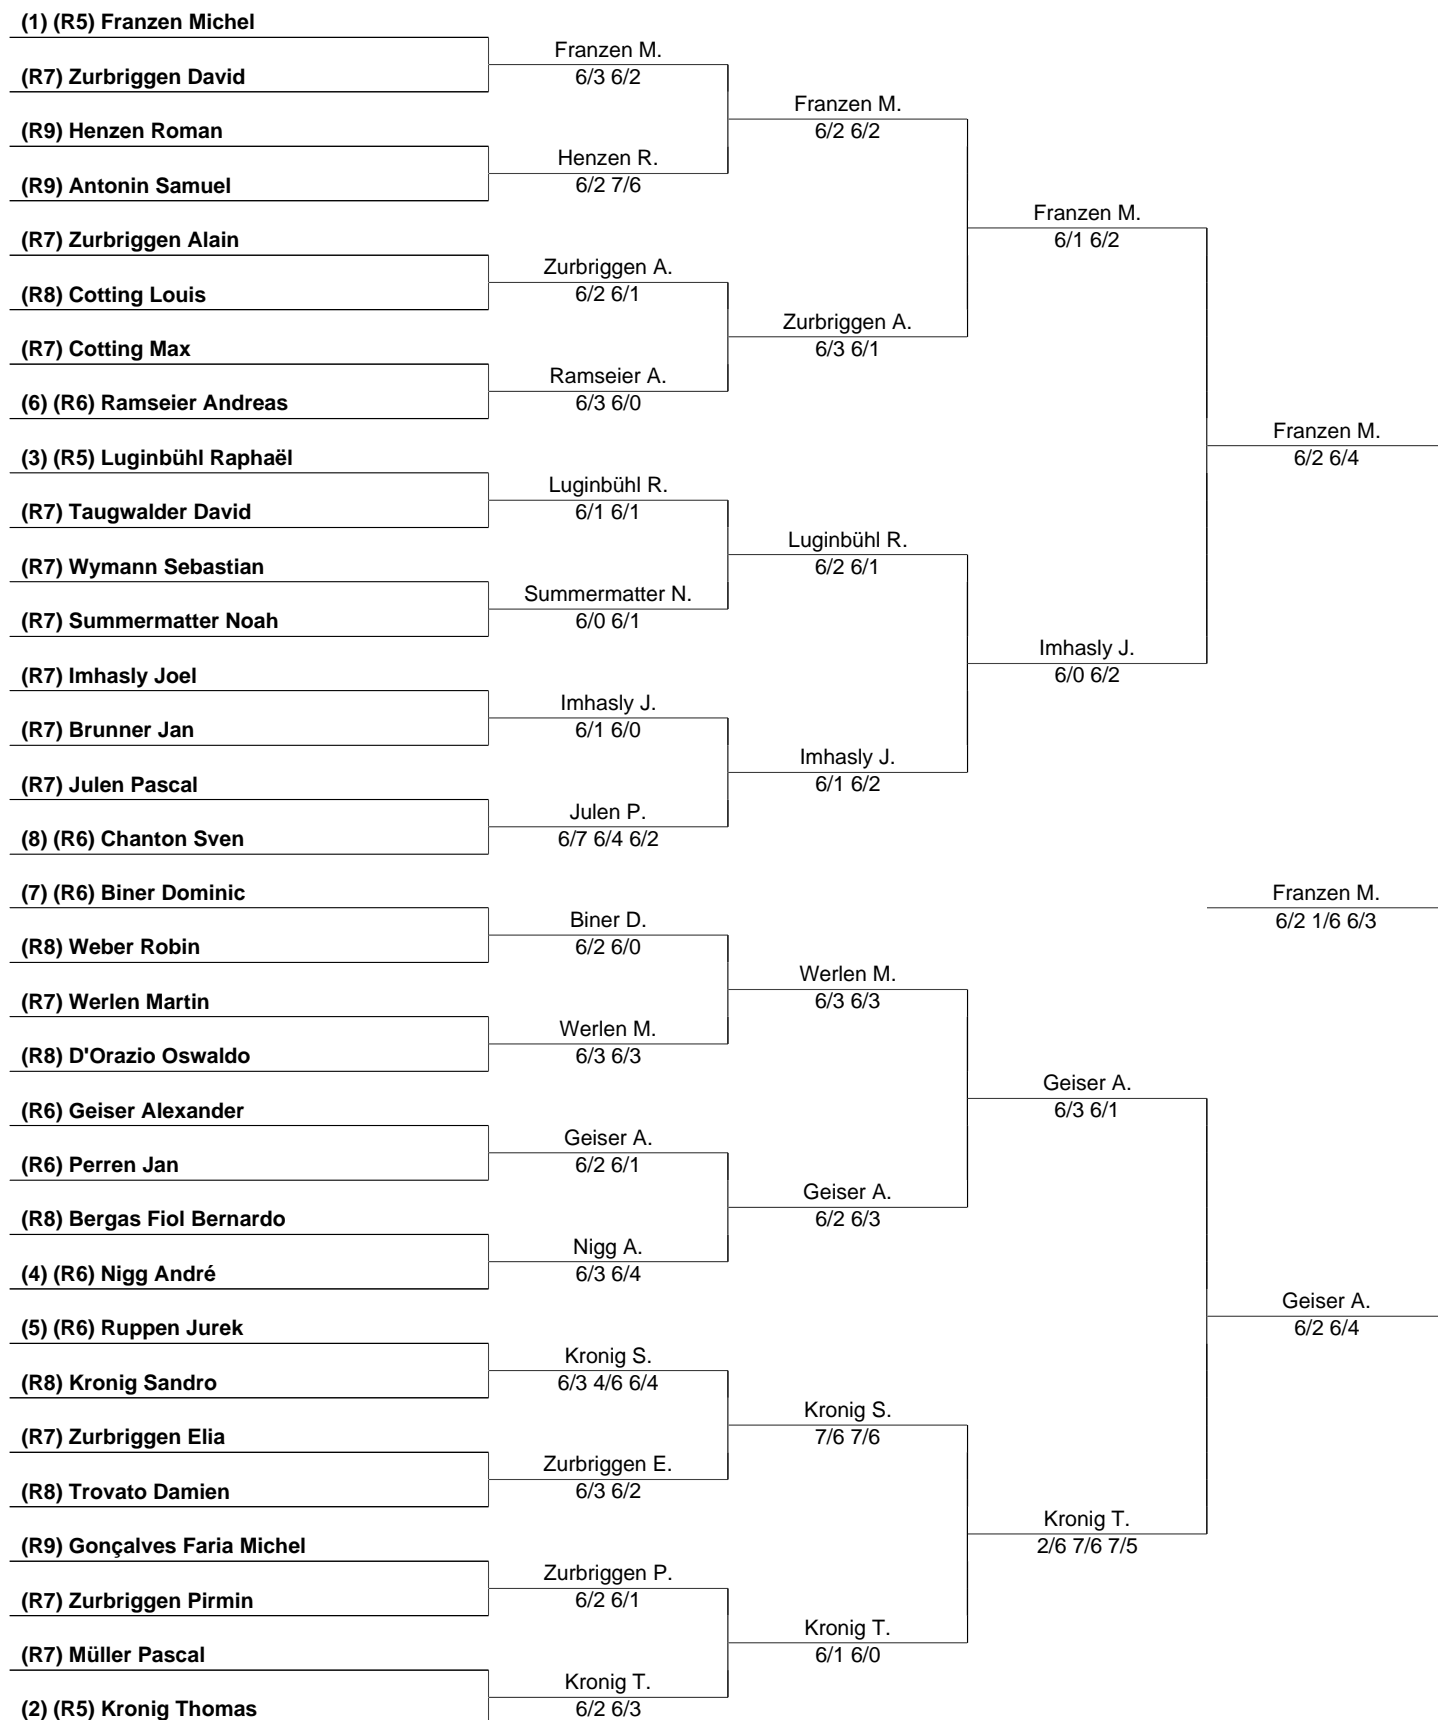 (1) (R5) Franzen Michel
Franzen M.
(R7) Zurbriggen David
6/3 6/2
Franzen M.
(R9) Henzen Roman
6/2 6/2
Henzen R.
(R9) Antonin Samuel
6/2 7/6
Franzen M.
(R7) Zurbriggen Alain
6/1 6/2
Zurbriggen A.
(R8) Cotting Louis
6/2 6/1
Zurbriggen A.
(R7) Cotting Max
6/3 6/1
Ramseier A.
(6) (R6) Ramseier Andreas
6/3 6/0
Franzen M.
(3) (R5) Luginbühl Raphaël
6/2 6/4
Luginbühl R.
(R7) Taugwalder David
6/1 6/1
Luginbühl R.
(R7) Wymann Sebastian
6/2 6/1
Summermatter N.
(R7) Summermatter Noah
6/0 6/1
Imhasly J.
(R7) Imhasly Joel
6/0 6/2
Imhasly J.
(R7) Brunner Jan
6/1 6/0
Imhasly J.
(R7) Julen Pascal
6/1 6/2
Julen P.
(8) (R6) Chanton Sven
6/7 6/4 6/2
(7) (R6) Biner Dominic
Franzen M.
6/2 1/6 6/3
Biner D.
(R8) Weber Robin
6/2 6/0
Werlen M.
(R7) Werlen Martin
6/3 6/3
Werlen M.
(R8) D'Orazio Oswaldo
6/3 6/3
Geiser A.
(R6) Geiser Alexander
6/3 6/1
Geiser A.
(R6) Perren Jan
6/2 6/1
Geiser A.
(R8) Bergas Fiol Bernardo
6/2 6/3
Nigg A.
(4) (R6) Nigg André
6/3 6/4
Geiser A.
(5) (R6) Ruppen Jurek
6/2 6/4
Kronig S.
(R8) Kronig Sandro
6/3 4/6 6/4
Kronig S.
(R7) Zurbriggen Elia
7/6 7/6
Zurbriggen E.
(R8) Trovato Damien
6/3 6/2
Kronig T.
(R9) Gonçalves Faria Michel
2/6 7/6 7/5
Zurbriggen P.
(R7) Zurbriggen Pirmin
6/2 6/1
Kronig T.
(R7) Müller Pascal
6/1 6/0
Kronig T.
(2) (R5) Kronig Thomas
6/2 6/3